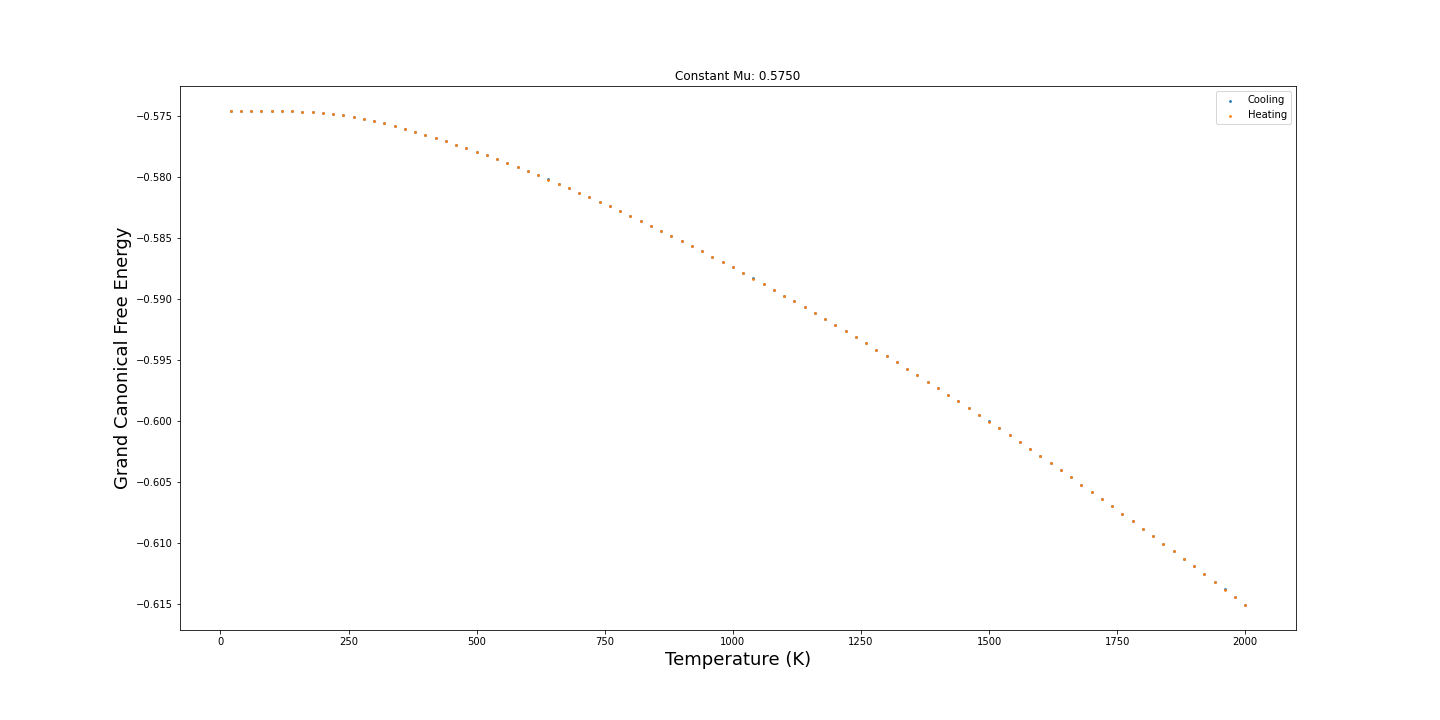 Constant Mu: 0.5750
Cooling
Heating
Grand Canonical Free Energy
−0.575
−0.580
−0.585
−0.590
−0.595
−0.600
−0.605
−0.610
−0.615
0 250 500 750 1000 1250 1500 1750 2000
Temperature (K)